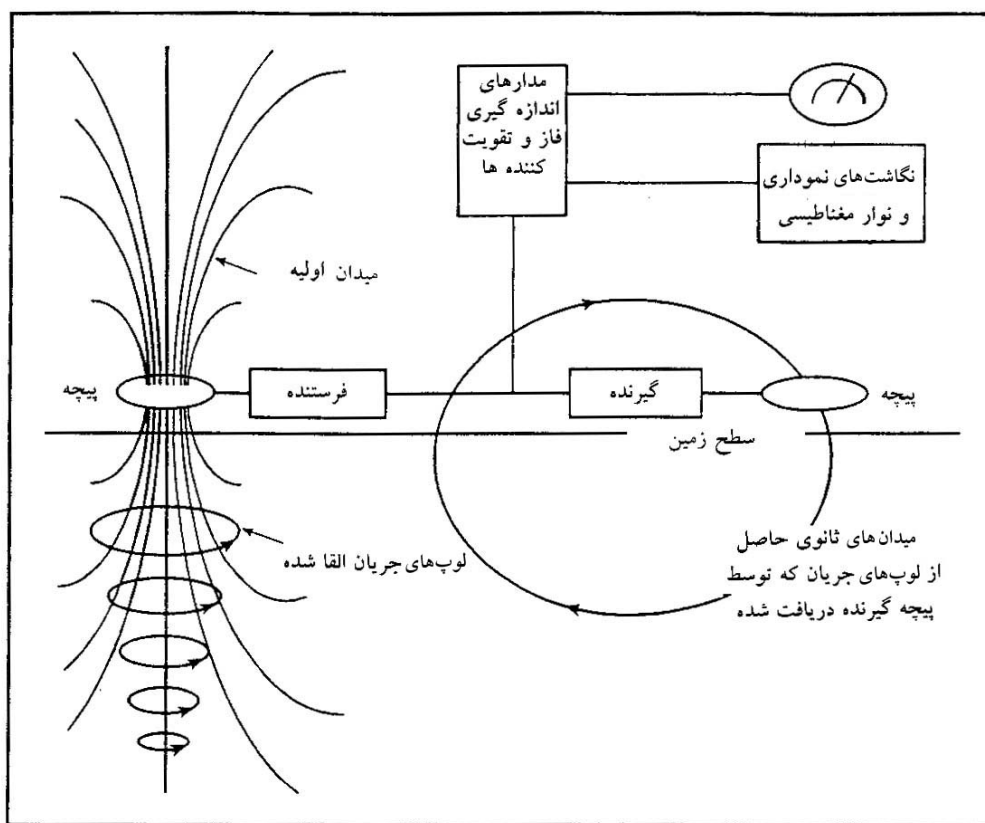 مدارهای
اندازه گیری
فاز و تقویت
کننده ها
نگاشت‌های نموداری
و نوار مغناطیسی
میدان اولیه
پیچه
فرستنده
گیرنده
پیچه
سطح زمین
لوپ‌های جریان القا شده
میدان‌های ثانوی حاصل
از لوپ‌های جریان که توسط
پیچه گیرنده دریافت شده